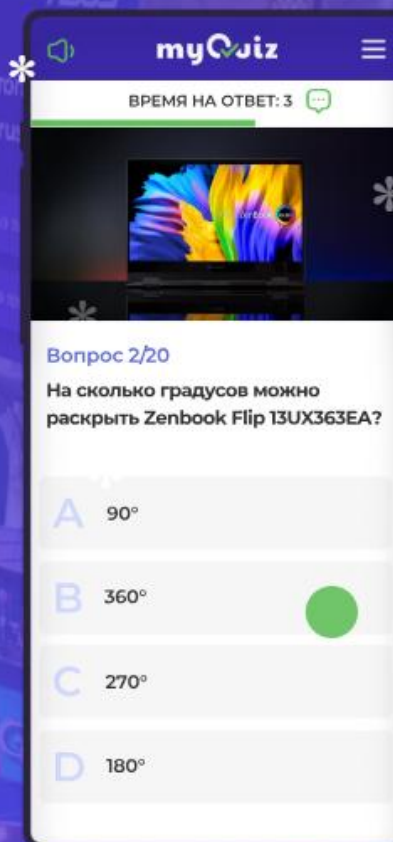 myQuiz
ВРЕМЯ НА ОТВЕТ: 3
Вопрос 2/20
На сколько градусов можно
раскрыть Zenbook Flip 13UX363EA?
A 90°
B 360°
C 270°
D 180°